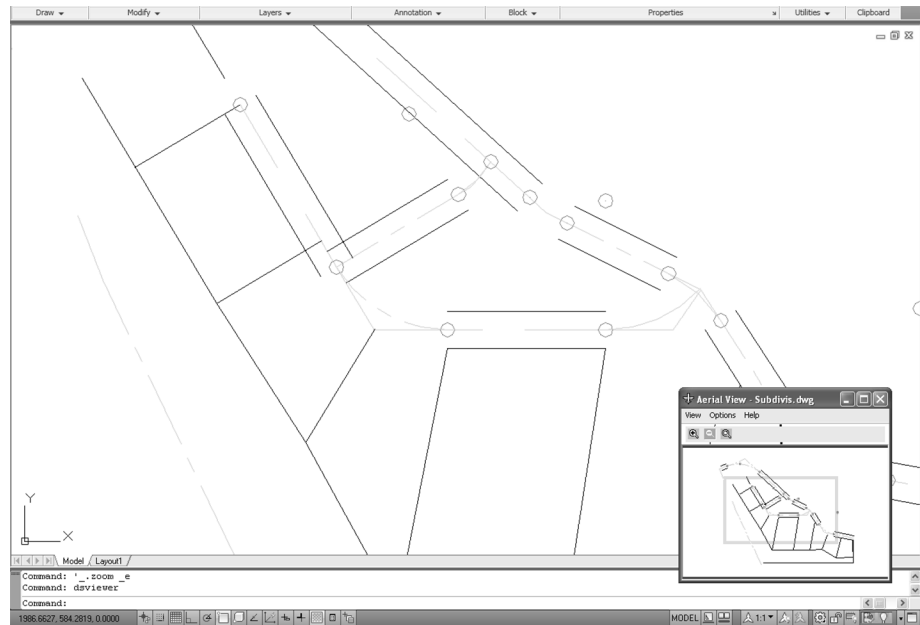 Draw Modify Layers Annotation Block Properties Utilities Clipboard
Aerial View - Subdivis.dwg
View Options Help
Y
X
Model Layout1
Command: '_.zoom _e
Command: dsviewer
Command:
1986.6627, 584.2819, 0.0000 MODEL 1:1